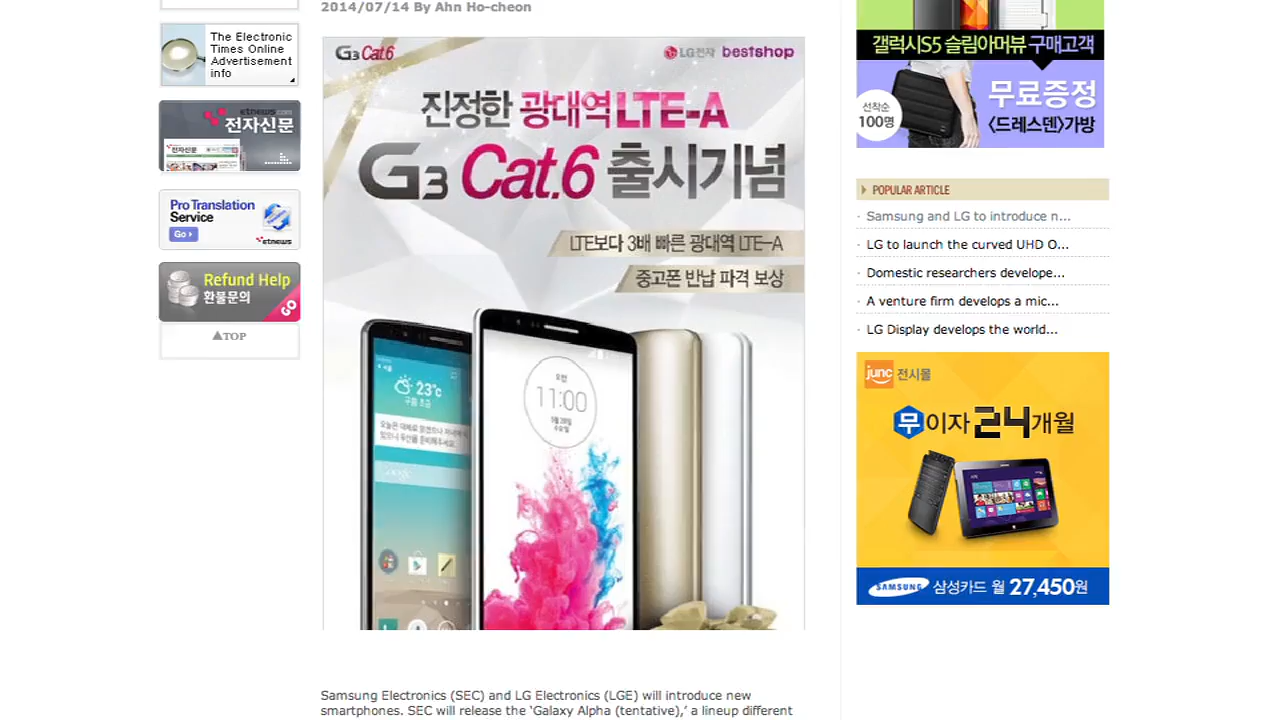 The Electronic
Times Online
Advertisement
info
etnews.com
전자신문
전자신문
Pro Translation
Service
Go
etnews
Refund Help
환불문의
GO
▲TOP
2014/07/14 By Ahn Ho-cheon
G3 Cat.6
LG전자 bestshop
진정한 광대역 LTE-A
G3 Cat.6 출시기념
LTE보다 3배 빠른 광대역 LTE-A
중고폰 반납 파격 보상
23°c
11:00
Samsung Electronics (SEC) and LG Electronics (LGE) will introduce new
smartphones. SEC will release the ‘Galaxy Alpha (tentative),’ a lineup different
갤럭시S5 슬림아머뷰 구매고객
선착순
100명
무료증정
<드레스덴>가방
POPULAR ARTICLE
· Samsung and LG to introduce n...
· LG to launch the curved UHD O...
· Domestic researchers develope...
· A venture firm develops a mic...
· LG Display develops the world...
junc 전시몰
무이자 24개월
SAMSUNG 삼성카드 월 27,450원